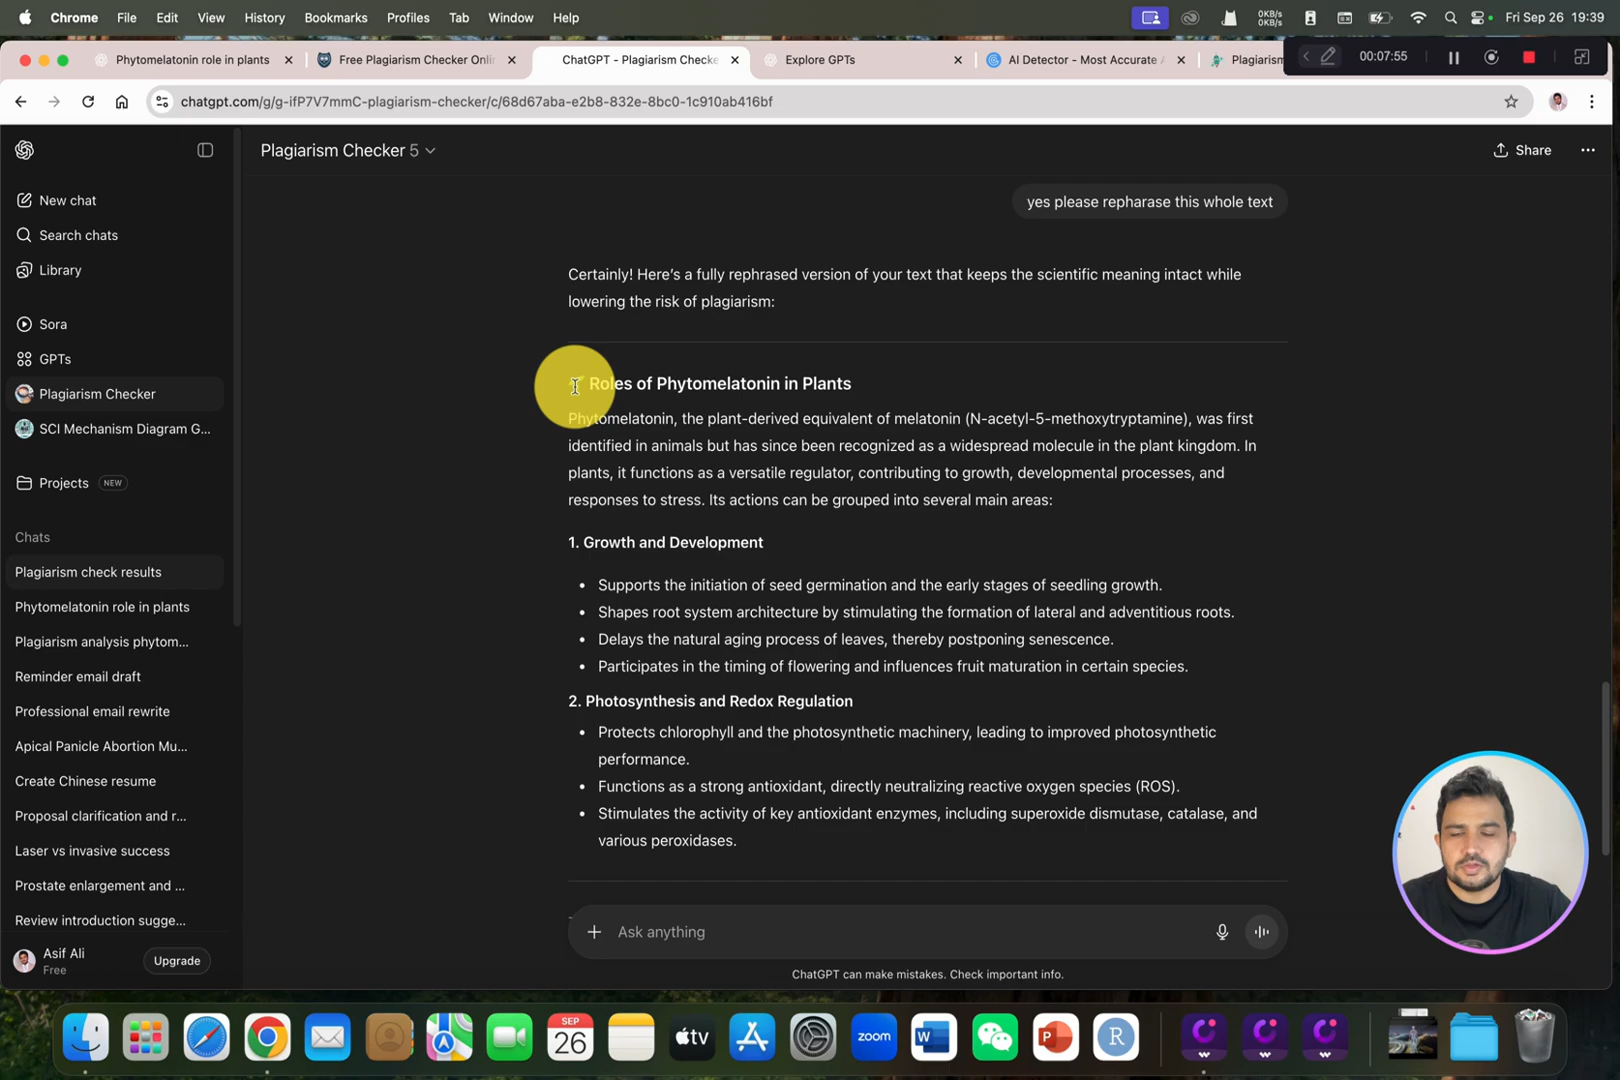 Chrome File Edit View History Bookmarks Profiles Tab Window Help
0KB/s
0KB/s
Fri Sep 26 19:39
Phytomelatonin role in plants
Free Plagiarism Checker Onli
ChatGPT - Plagiarism Checke
Explore GPTs
AI Detector - Most Accurate
Plagiarism
00:07:55
chatgpt.com/g/g-ifP7V7mmC-plagiarism-checker/c/68d67aba-e2b8-832e-8bc0-1c910ab416bf
Plagiarism Checker 5
Share
New chat
Search chats
Library
Sora
GPTs
Plagiarism Checker
SCI Mechanism Diagram G...
Projects NEW
Chats
Plagiarism check results
Phytomelatonin role in plants
Plagiarism analysis phytom...
Reminder email draft
Professional email rewrite
Apical Panicle Abortion Mu...
Create Chinese resume
Proposal clarification and r...
Laser vs invasive success
Prostate enlargement and ...
Review introduction sugge...
Asif Ali
Free
Upgrade
yes please repharase this whole text
Certainly! Here's a fully rephrased version of your text that keeps the scientific meaning intact while
lowering the risk of plagiarism:
Roles of Phytomelatonin in Plants
Phytomelatonin, the plant-derived equivalent of melatonin (N-acetyl-5-methoxytryptamine), was first
identified in animals but has since been recognized as a widespread molecule in the plant kingdom. In
plants, it functions as a versatile regulator, contributing to growth, developmental processes, and
responses to stress. Its actions can be grouped into several main areas:
1. Growth and Development
• Supports the initiation of seed germination and the early stages of seedling growth.
• Shapes root system architecture by stimulating the formation of lateral and adventitious roots.
• Delays the natural aging process of leaves, thereby postponing senescence.
• Participates in the timing of flowering and influences fruit maturation in certain species.
2. Photosynthesis and Redox Regulation
• Protects chlorophyll and the photosynthetic machinery, leading to improved photosynthetic
performance.
• Functions as a strong antioxidant, directly neutralizing reactive oxygen species (ROS).
• Stimulates the activity of key antioxidant enzymes, including superoxide dismutase, catalase, and
various peroxidases.
Ask anything
ChatGPT can make mistakes. Check important info.
SEP
26
tv
zoom
W
P
R